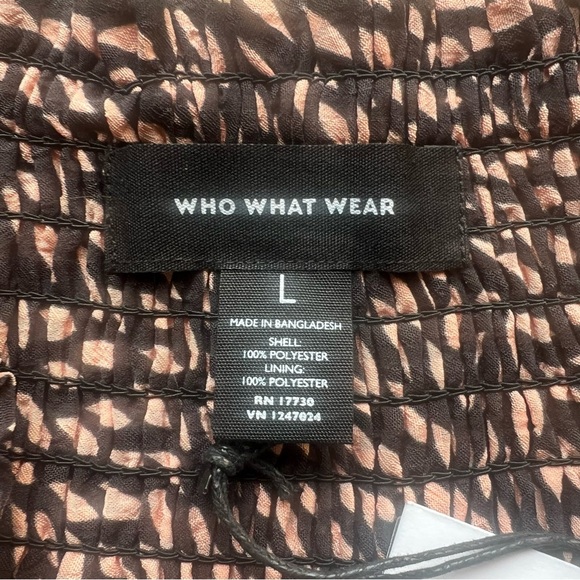 WHO WHAT WEAR
L
MADE IN BANGLADESH
SHELL:
100% POLYESTER
LINING:
100% POLYESTER
RN 17730
VN 1247024